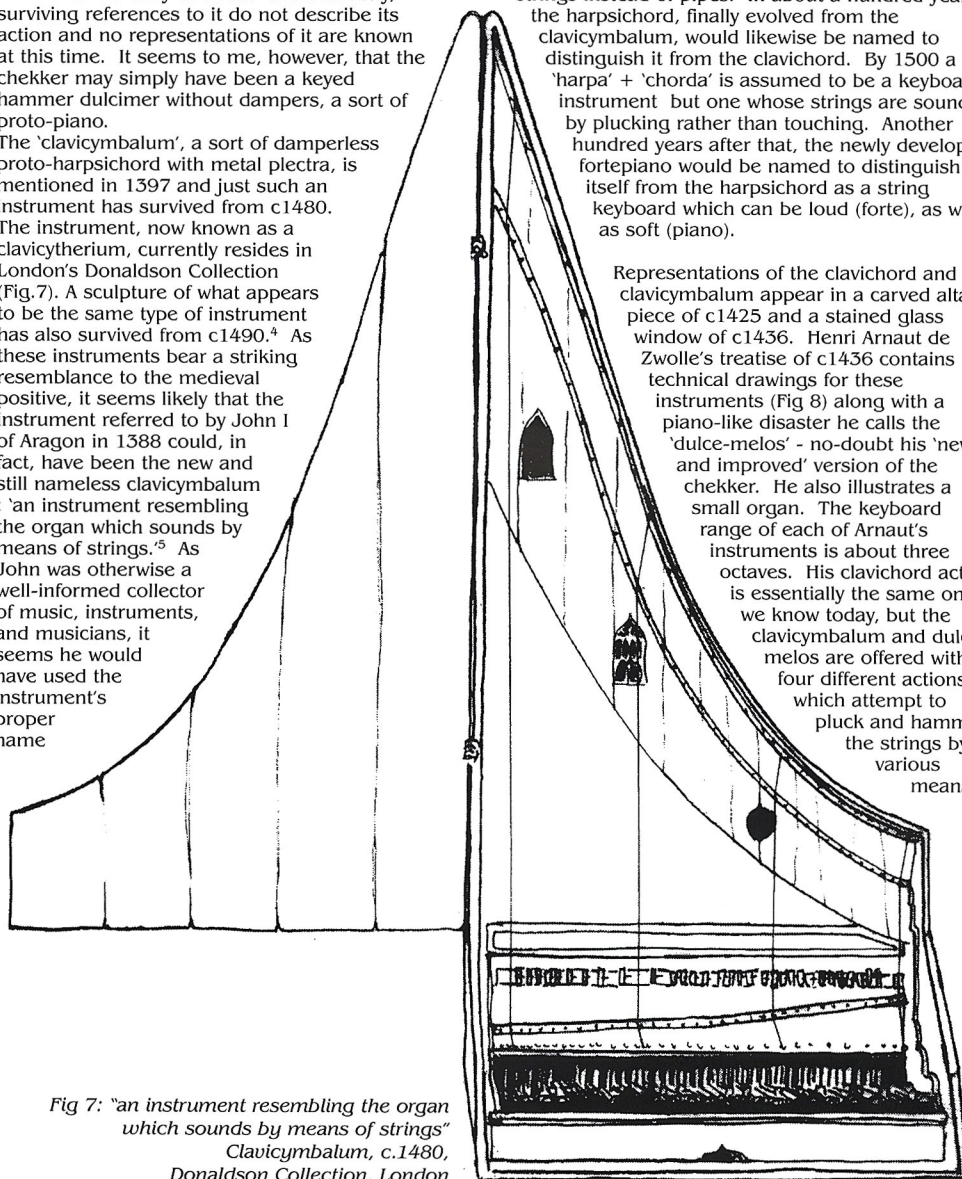 surviving references to it do not describe its
action and no representations of it are known
at this time. It seems to me, however, that the
chekker may simply have been a keyed
hammer dulcimer without dampers, a sort of
proto-piano.
The 'clavicymbalum', a sort of damperless
proto-harpsichord with metal plectra, is
mentioned in 1397 and just such an
instrument has survived from c1480.
The instrument, now known as a
clavicytherium, currently resides in
London's Donaldson Collection
(Fig.7). A sculpture of what appears
to be the same type of instrument
has also survived from c1490.⁴ As
these instruments bear a striking
resemblance to the medieval
positive, it seems likely that the
instrument referred to by John I
of Aragon in 1388 could, in
fact, have been the new and
still nameless clavicymbalum
: 'an instrument resembling
the organ which sounds by
means of strings.'⁵ As
John was otherwise a
well-informed collector
of music, instruments,
and musicians, it
seems he would
have used the
instrument's
proper
name
the harpsichord, finally evolved from the
clavicymbalum, would likewise be named to
distinguish it from the clavichord. By 1500 a
'harpa' + 'chorda' is assumed to be a keyboa
instrument but one whose strings are sound
by plucking rather than touching. Another
hundred years after that, the newly develop
fortepiano would be named to distinguish
itself from the harpsichord as a string
keyboard which can be loud (forte), as w
as soft (piano).
Representations of the clavichord and
clavicymbalum appear in a carved alta
piece of c1425 and a stained glass
window of c1436. Henri Arnaut de
Zwolle's treatise of c1436 contains
technical drawings for these
instruments (Fig 8) along with a
piano-like disaster he calls the
'dulce-melos' - no-doubt his 'new
and improved' version of the
chekker. He also illustrates a
small organ. The keyboard
range of each of Arnaut's
instruments is about three
octaves. His clavichord act
is essentially the same on
we know today, but the
clavicymbalum and dulc
melos are offered with
four different actions
which attempt to
pluck and hamm
the strings by
various
mean
Fig 7: "an instrument resembling the organ
which sounds by means of strings"
Clavicymbalum, c.1480,
Donaldson Collection, London